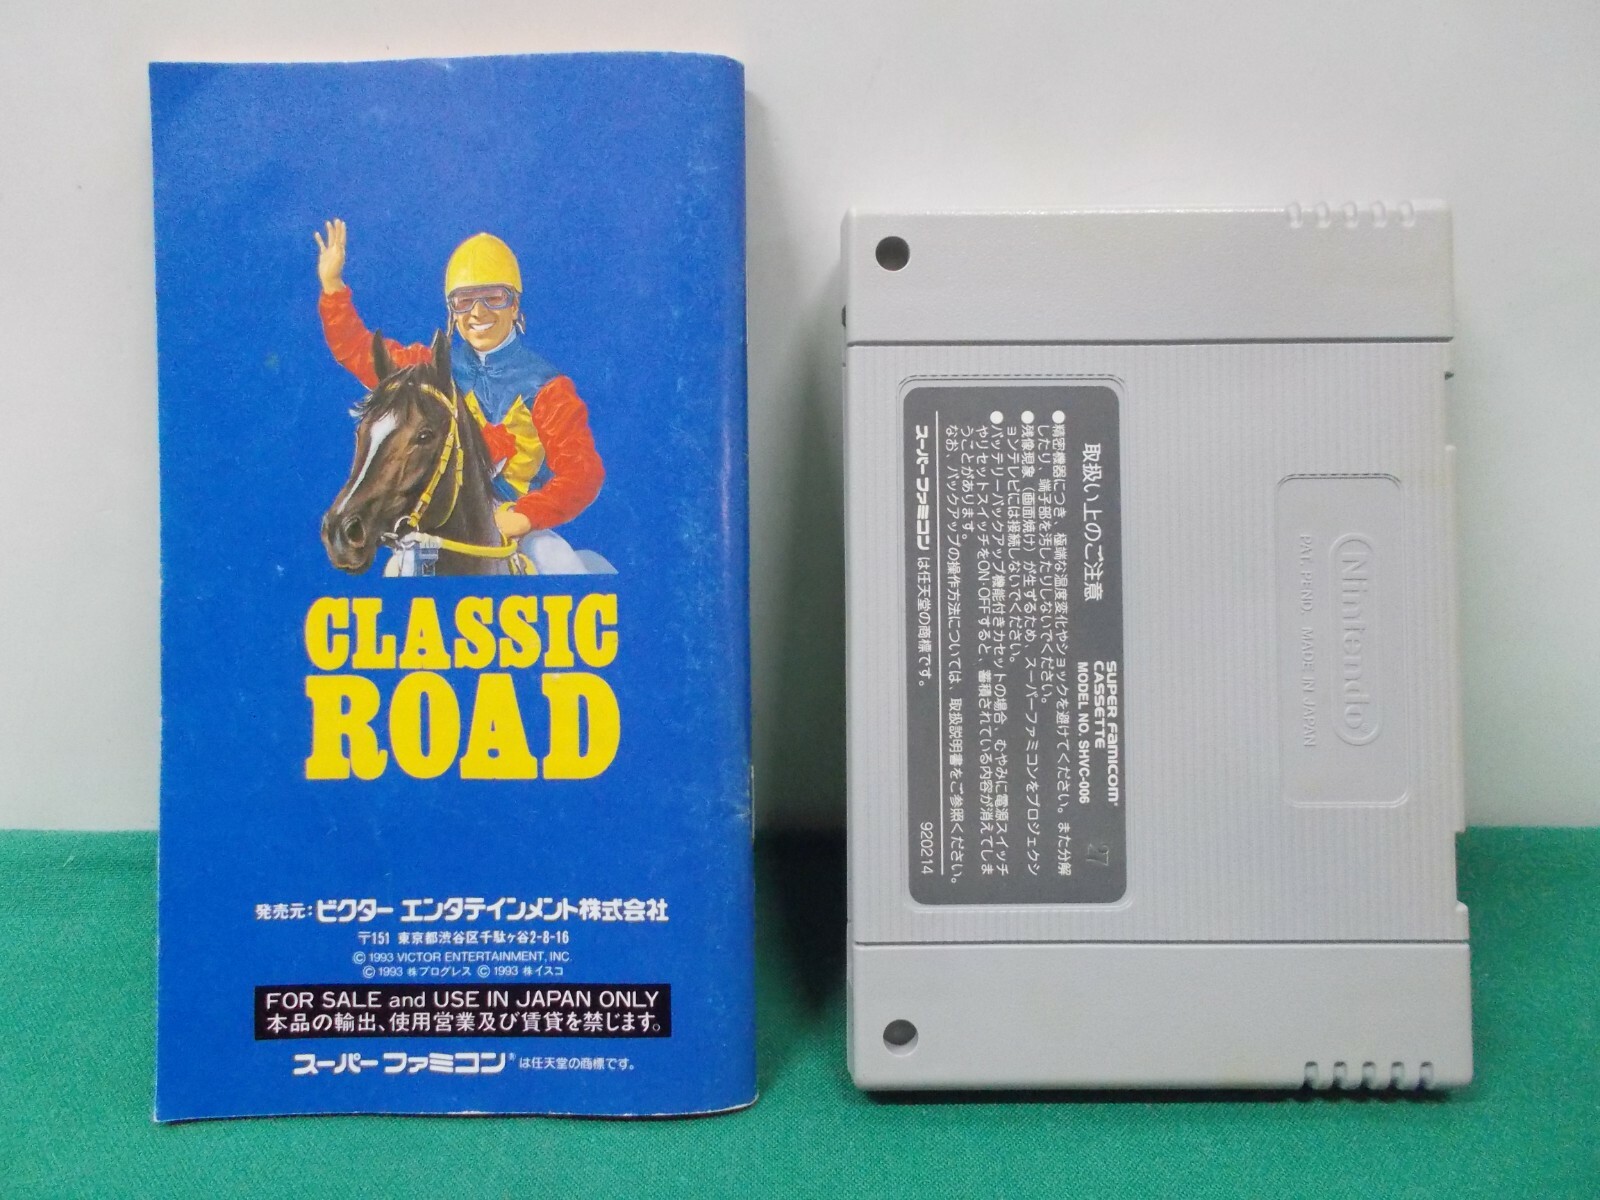 CLASSIC
ROAD
発売元:ビクター エンタテインメント株式会社
〒151 東京都渋谷区千駄ヶ谷2-8-16
© 1993 VICTOR ENTERTAINMENT, INC.
© 1993 株プログレス © 1993 株イスコ
FOR SALE and USE IN JAPAN ONLY
本品の輸出、使用営業及び賃貸を禁じます。
スーパーファミコン® は任天堂の商標です。
Nintendo
PAT. PEND. MADE IN JAPAN
取扱い上のご注意
SUPER Famicom
CASSETTE
MODEL NO. SHVC-006
27
●精密機器につき、極端な温度変化やショックを避けてください。また分解
したり、端子部を汚したりしないでください。
●残像現象(画面焼け)が生ずるため、スーパーファミコンをプロジェクシ
ョンテレビには接続しないでください。
●バッテリーバックアップ機能付きカセットの場合、むやみに電源スイッチ
やリセットスイッチをON・OFFすると、蓄積されている内容が消えてしま
うことがあります。
なお、バックアップの操作方法については、取扱説明書をご参照ください。
スーパーファミコン は任天堂の商標です。
920214